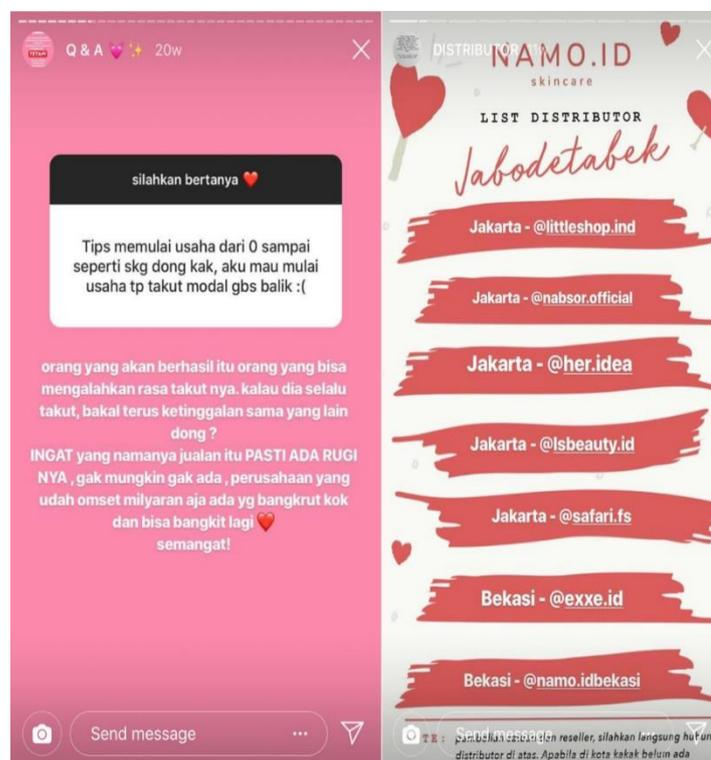 Q & A 💗✨ 20w
silahkan bertanya ❤️
Tips memulai usaha dari 0 sampai
seperti skg dong kak, aku mau mulai
usaha tp takut modal gbs balik :(
orang yang akan berhasil itu orang yang bisa
mengalahkan rasa takut nya. kalau dia selalu
takut, bakal terus ketinggalan sama yang lain
dong ?
INGAT yang namanya jualan itu PASTI ADA RUGI
NYA , gak mungkin gak ada , perusahaan yang
udah omset milyaran aja ada yg bangkrut kok
dan bisa bangkit lagi ❤️
semangat!
Send message
DISTRIBUTOR
NAMO.ID
skincare
LIST DISTRIBUTOR
Jabodetabek
Jakarta - @littleshop.ind
Jakarta - @nabsor.official
Jakarta - @her.idea
Jakarta - @lsbeauty.id
Jakarta - @safari.fs
Bekasi - @exxe.id
Bekasi - @namo.idbekasi
Send message
reseller, silahkan langsung
distributor di atas. Apabila di kota kakak belum ada